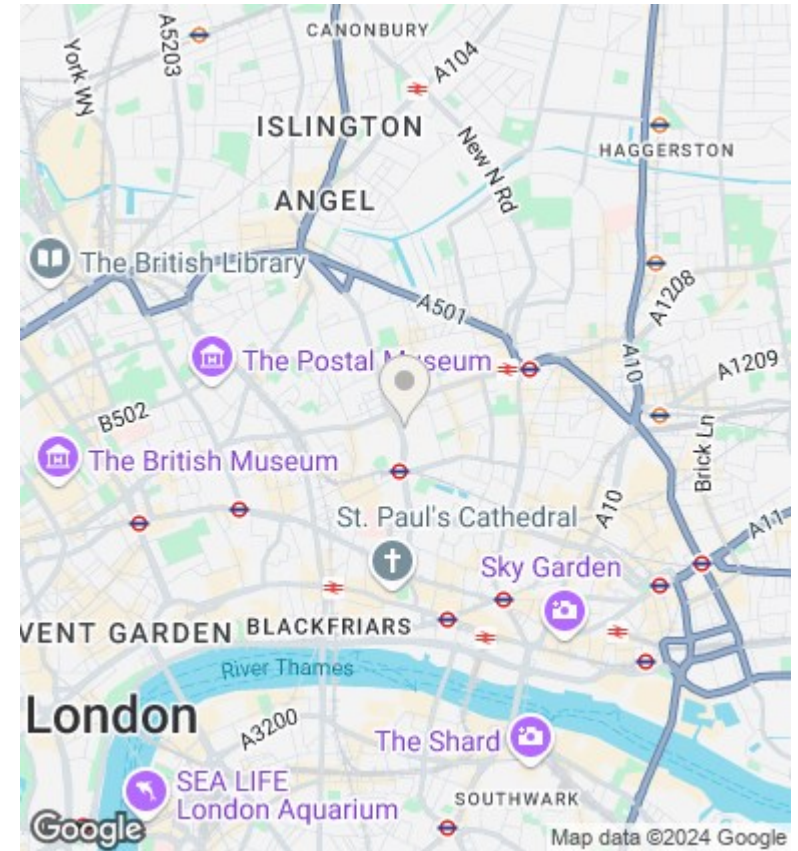 CANONBURY
A5203
York Wy
A104
ISLINGTON
New N Rd
HAGGERSTON
ANGEL
The British Library
A501
A1208
The Postal Museum
A10
A1209
B502
The British Museum
Brick Ln
St. Paul's Cathedral
A10
A11
Sky Garden
VENT GARDEN
BLACKFRIARS
River Thames
London
A3200
The Shard
SEA LIFE
London Aquarium
SOUTHWARK
Google
Map data ©2024 Google